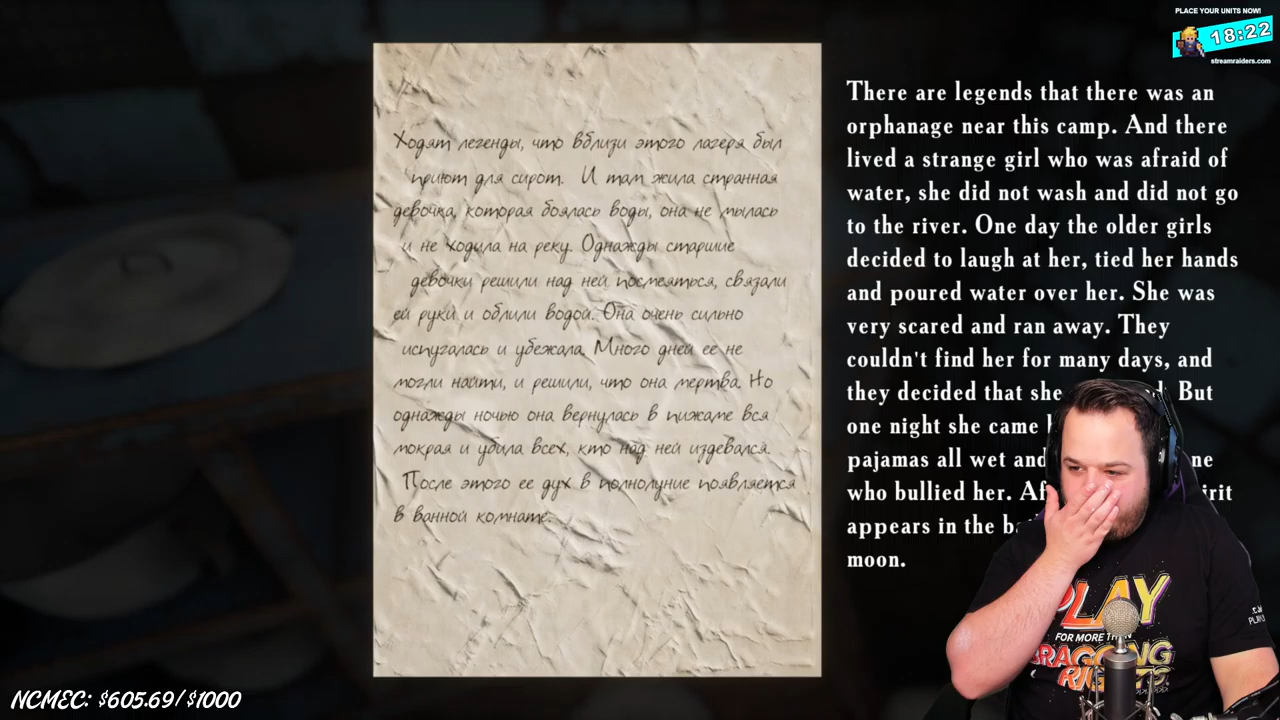 PLACE YOUR UNITS NOW!
18:22
streamraiders.com
Ходят легенды, что вблизи этого лагеря был
приют для сирот. И там жила странная
девочка, которая боялась воды, она не мылась
и не ходила на реку. Однажды старшие
девочки решили над ней посмеяться, связали
ей руки и облили водой. Она очень сильно
испугалась и убежала. Много дней ее не
могли найти, и решили, что она мертва. Но
однажды ночью она вернулась в пижаме вся
мокрая и убила всех, кто над ней издевался.
После этого ее дух в полнолуние появляется
в ванной комнате.
There are legends that there was an
orphanage near this camp. And there
lived a strange girl who was afraid of
water, she did not wash and did not go
to the river. One day the older girls
decided to laugh at her, tied her hands
and poured water over her. She was
very scared and ran away. They
couldn't find her for many days, and
they decided that she But
one night she came
pajamas all wet and
who bullied her.
appears in the
moon.
PLAY
FOR MORE THAN
BRAGGING
RIGHTS.
NCMEC: $605.69/$1000